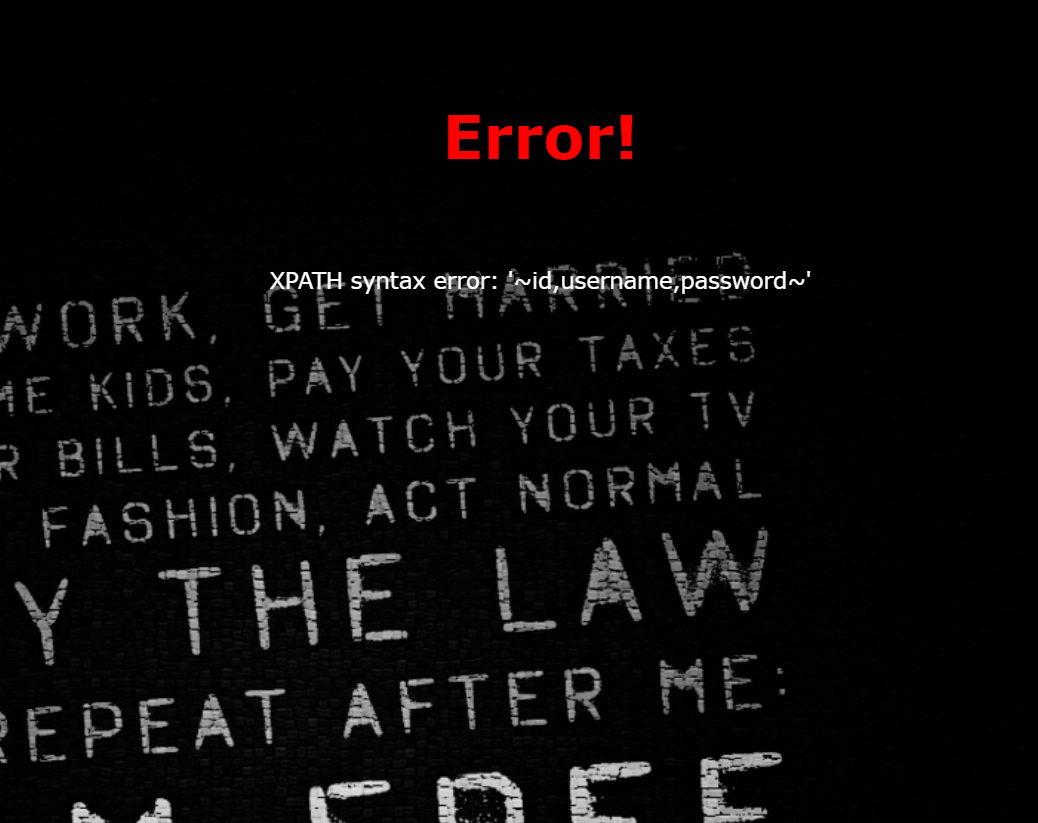 Error!
XPATH syntax error: '~id,username,password~'
WORK, GET MARRIED
KIDS, PAY YOUR TAXES
BILLS, WATCH YOUR TV
FASHION, ACT NORMAL
THE LAW
REPEAT AFTER ME:
FREE